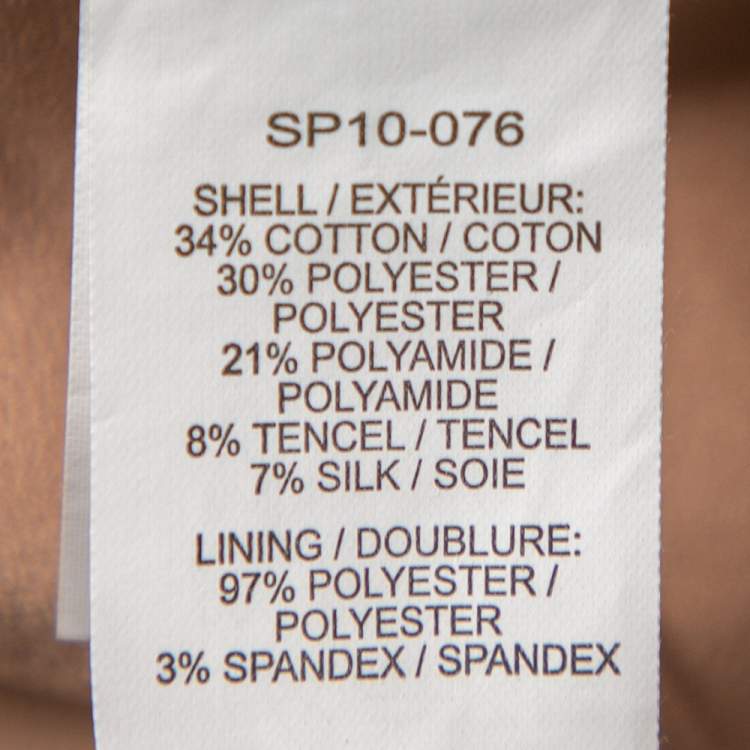 SP10-076
SHELL / EXTÉRIEUR:
34% COTTON / COTON
30% POLYESTER /
POLYESTER
21% POLYAMIDE /
POLYAMIDE
8% TENCEL / TENCEL
7% SILK / SOIE
LINING / DOUBLURE:
97% POLYESTER /
POLYESTER
3% SPANDEX / SPANDEX